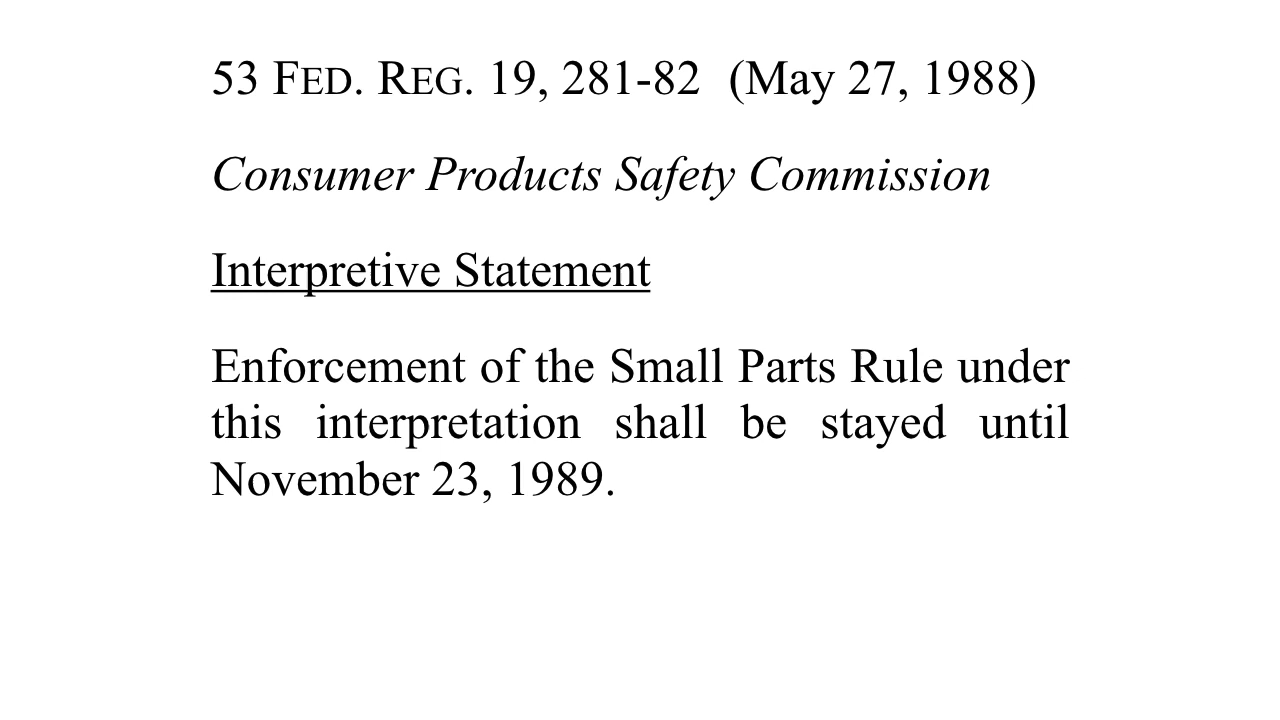 53 FED. REG. 19, 281-82 (May 27, 1988)
Consumer Products Safety Commission
Interpretive Statement
Enforcement of the Small Parts Rule under
this interpretation shall be stayed until
November 23, 1989.